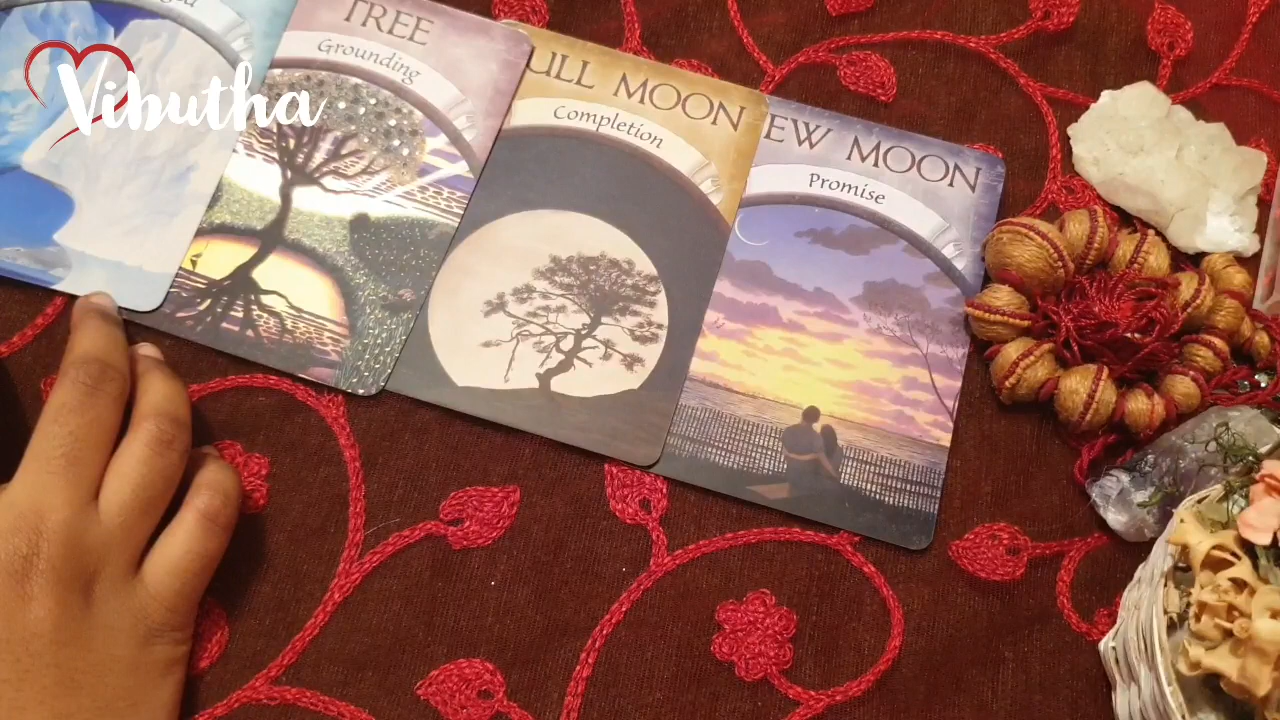 Vibutha
TREE
Grounding
ULL MOON
Completion
EW MOON
Promise